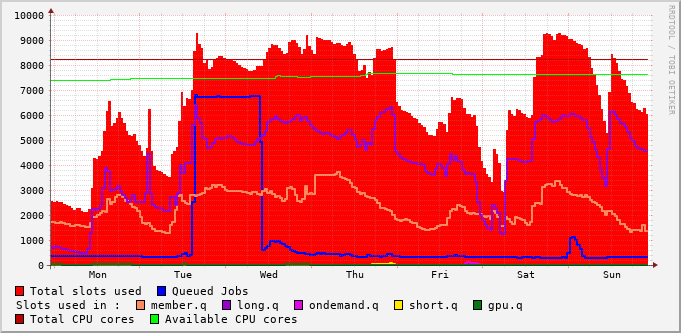 10000
9000
8000
7000
6000
5000
4000
3000
2000
1000
0
Mon Tue Wed Thu Fri Sat Sun
Total slots used Queued Jobs
Slots used in : member.q long.q ondemand.q short.q gpu.q
Total CPU cores Available CPU cores
RRDTOOL / TOBI OETIKER